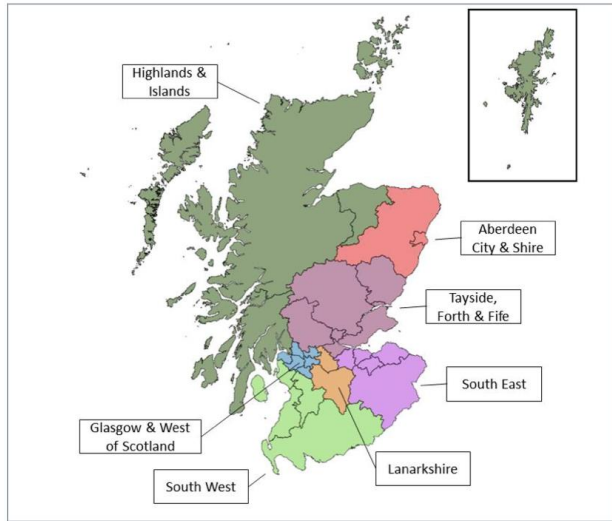 Highlands &
Islands
Aberdeen
City & Shire
Tayside,
Forth & Fife
South East
Glasgow & West
of Scotland
Lanarkshire
South West